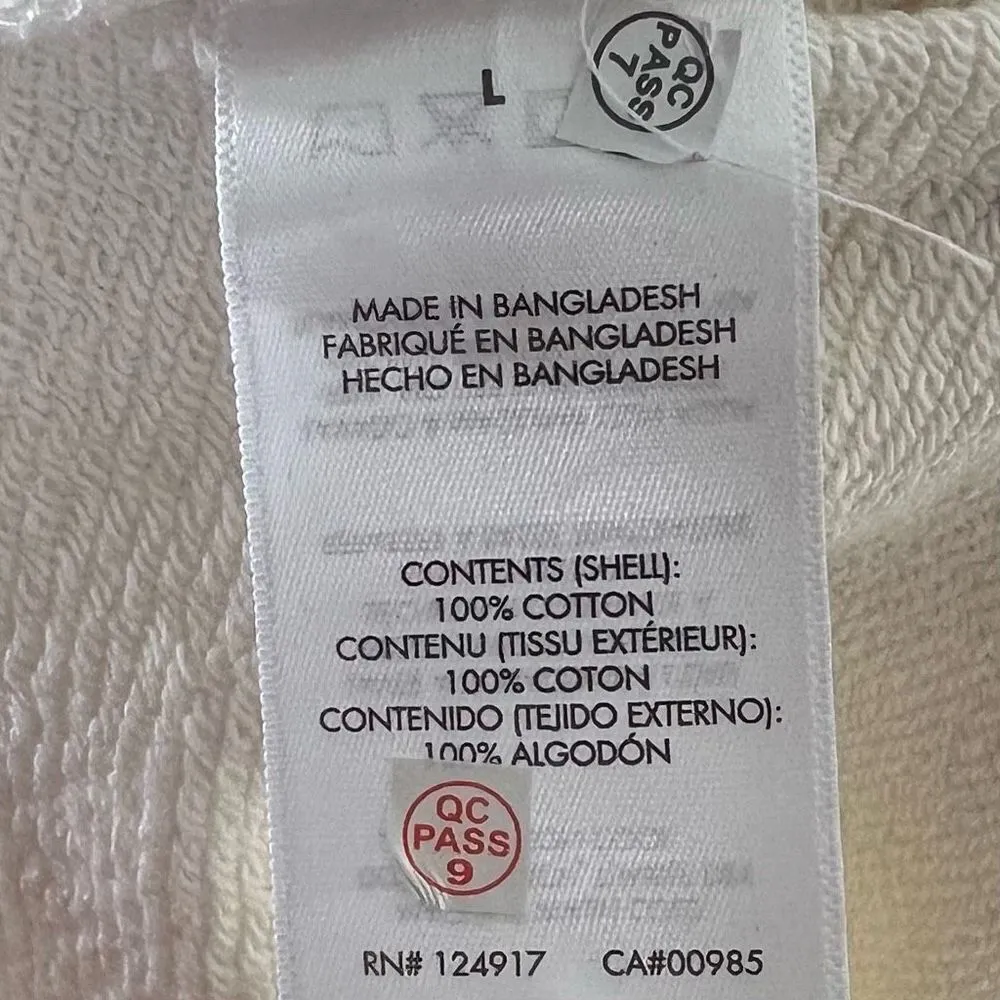 L
QC
PASS
7
MADE IN BANGLADESH
FABRIQUÉ EN BANGLADESH
HECHO EN BANGLADESH
CONTENTS (SHELL):
100% COTTON
CONTENU (TISSU EXTÉRIEUR):
100% COTON
CONTENIDO (TEJIDO EXTERNO):
100% ALGODÓN
QC
PASS
9
RN# 124917 CA#00985